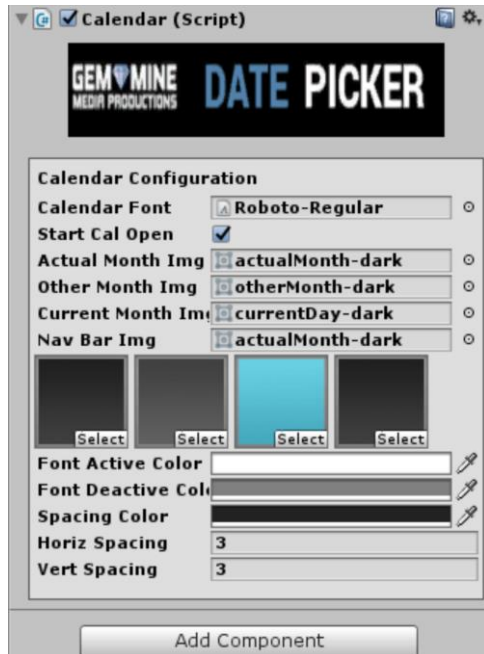 Calendar (Script)
GEM MINE
MEDIA PRODUCTIONS
DATE PICKER
Calendar Configuration
Calendar Font Roboto-Regular
Start Cal Open
Actual Month Img actualMonth-dark
Other Month Img otherMonth-dark
Current Month Im currentDay-dark
Nav Bar Img actualMonth-dark
Select Select Select Select
Font Active Color
Font Deactive Col
Spacing Color
Horiz Spacing 3
Vert Spacing 3
Add Component